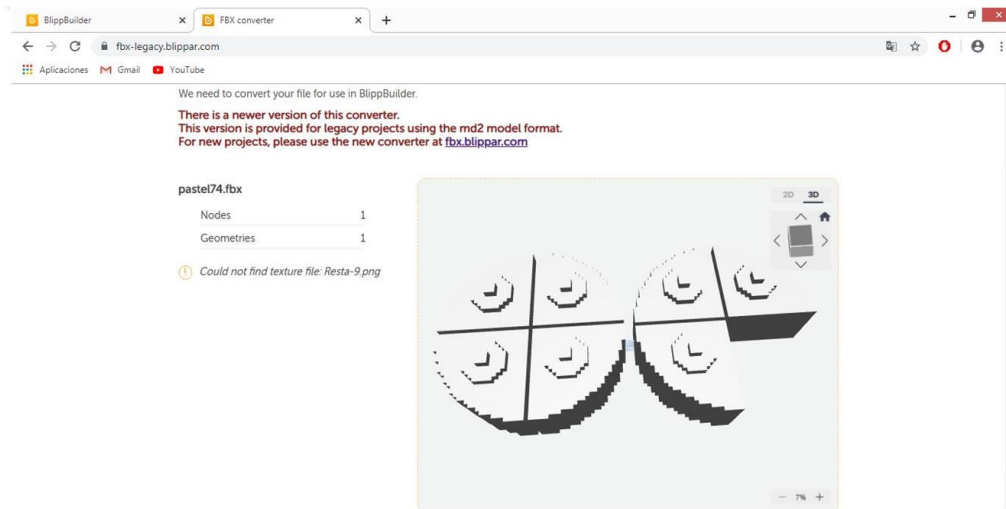 BlippBuilder
FBX converter
fbx-legacy.blippar.com
Aplicaciones
Gmail
YouTube
We need to convert your file for use in BlippBuilder.
There is a newer version of this converter.
This version is provided for legacy projects using the md2 model format.
For new projects, please use the new converter at fbx.blippar.com
pastel74.fbx
2D 3D
Nodes 1
Geometries 1
Could not find texture file: Resta-9.png
7%